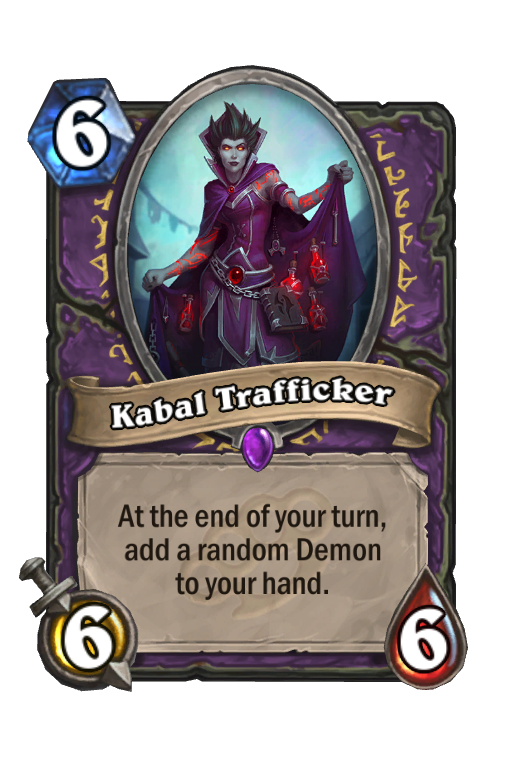 6
Kabal Trafficker
At the end of your turn,
add a random Demon
to your hand.
6
6